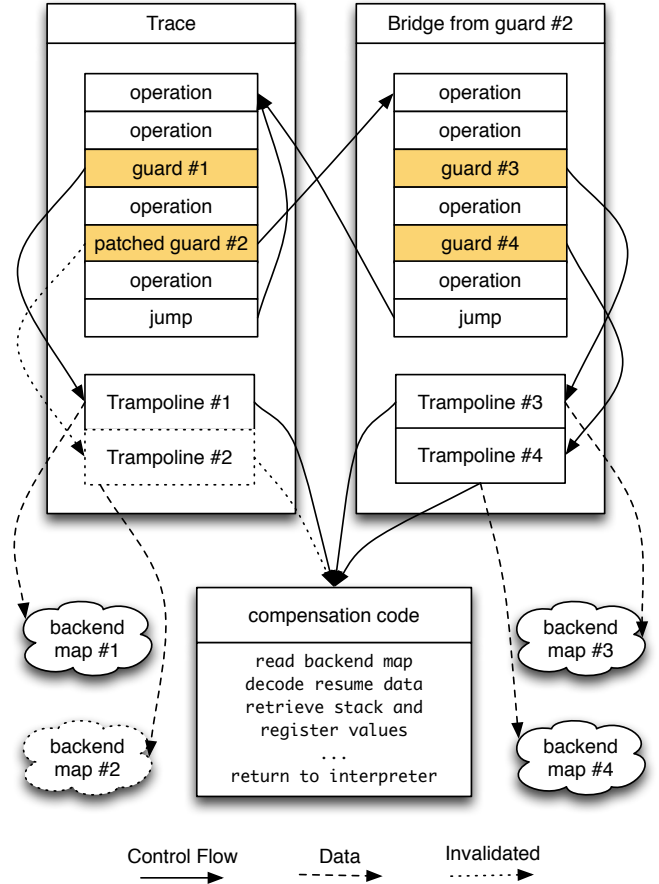 Trace
operation
operation
guard #1
operation
patched guard #2
operation
jump
Trampoline #1
Trampoline #2
Bridge from guard #2
operation
operation
guard #3
operation
guard #4
operation
jump
Trampoline #3
Trampoline #4
backend
map #1
backend
map #2
compensation code
read backend map
decode resume data
retrieve stack and
register values
...
return to interpreter
backend
map #3
backend
map #4
Control Flow
Data
Invalidated